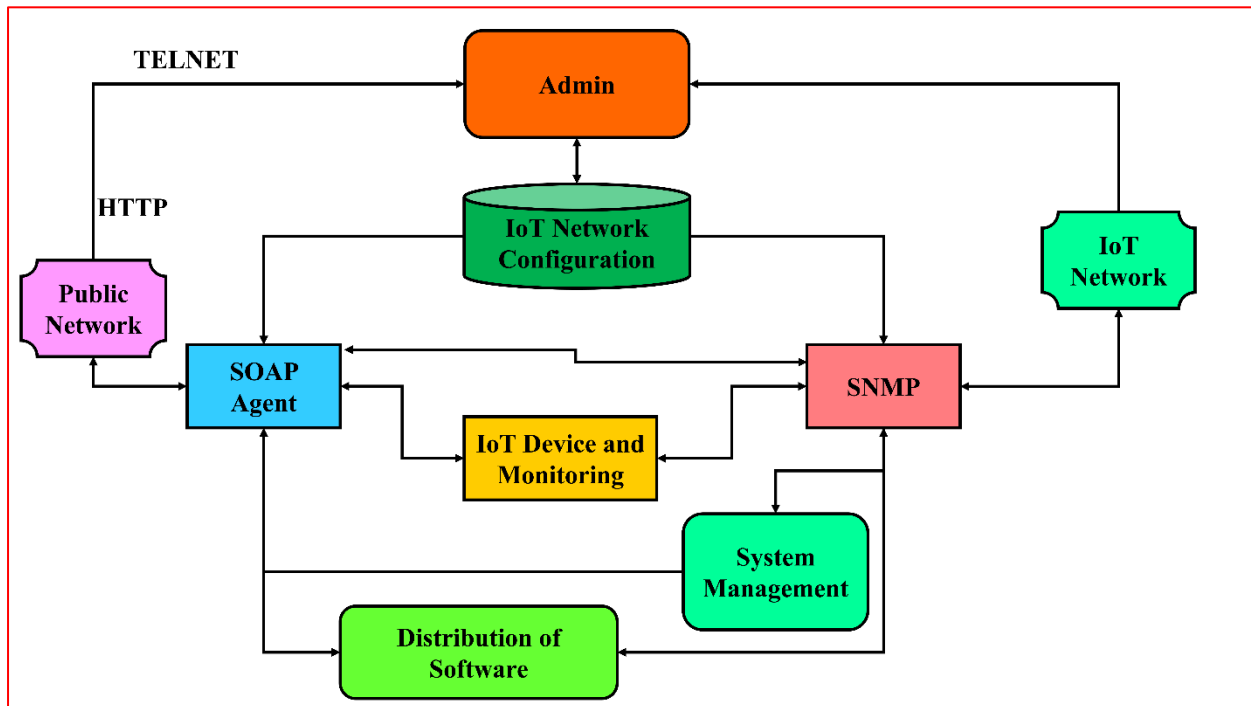 TELNET
Admin
HTTP
IoT Network
Configuration
IoT
Network
Public
Network
SOAP
Agent
SNMP
IoT Device and
Monitoring
System
Management
Distribution of
Software